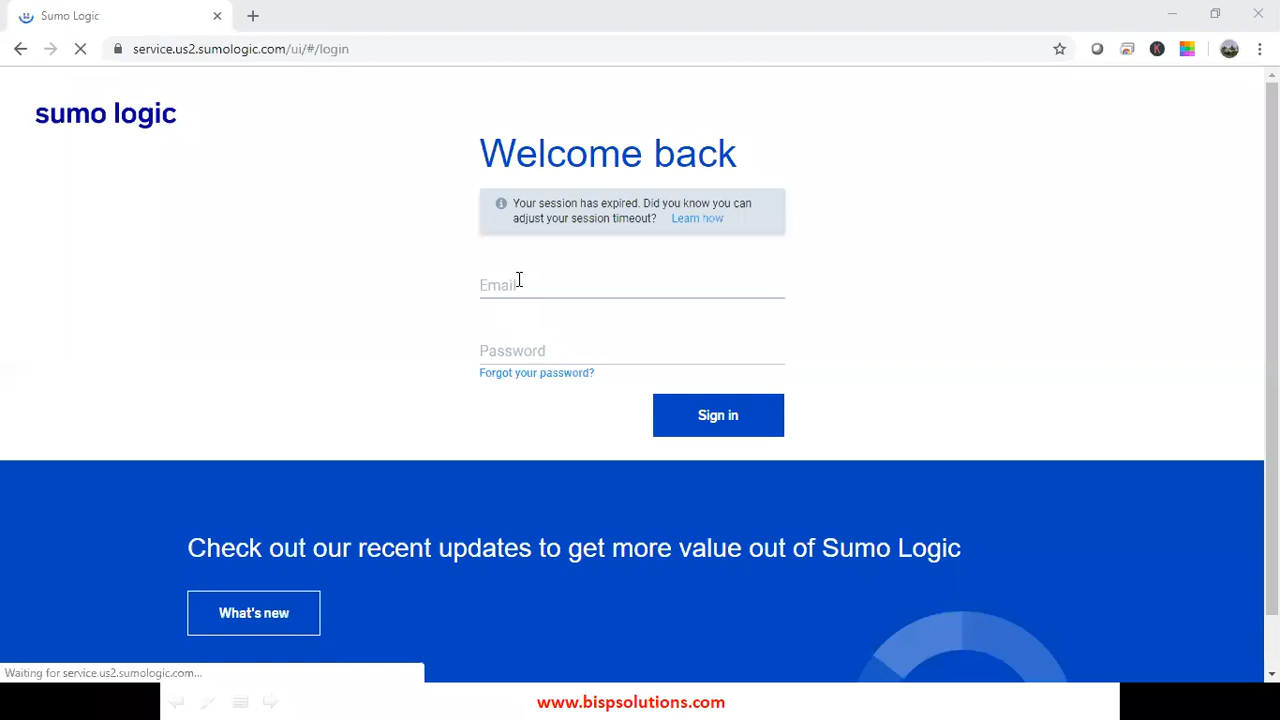 Sumo Logic
service.us2.sumologic.com/ui/#/login
K
sumo logic
Welcome back
Your session has expired. Did you know you can
adjust your session timeout? Learn how
Email
Password
Forgot your password?
Sign in
Check out our recent updates to get more value out of Sumo Logic
What's new
Waiting for service.us2.sumologic.com...
www.bispsolutions.com